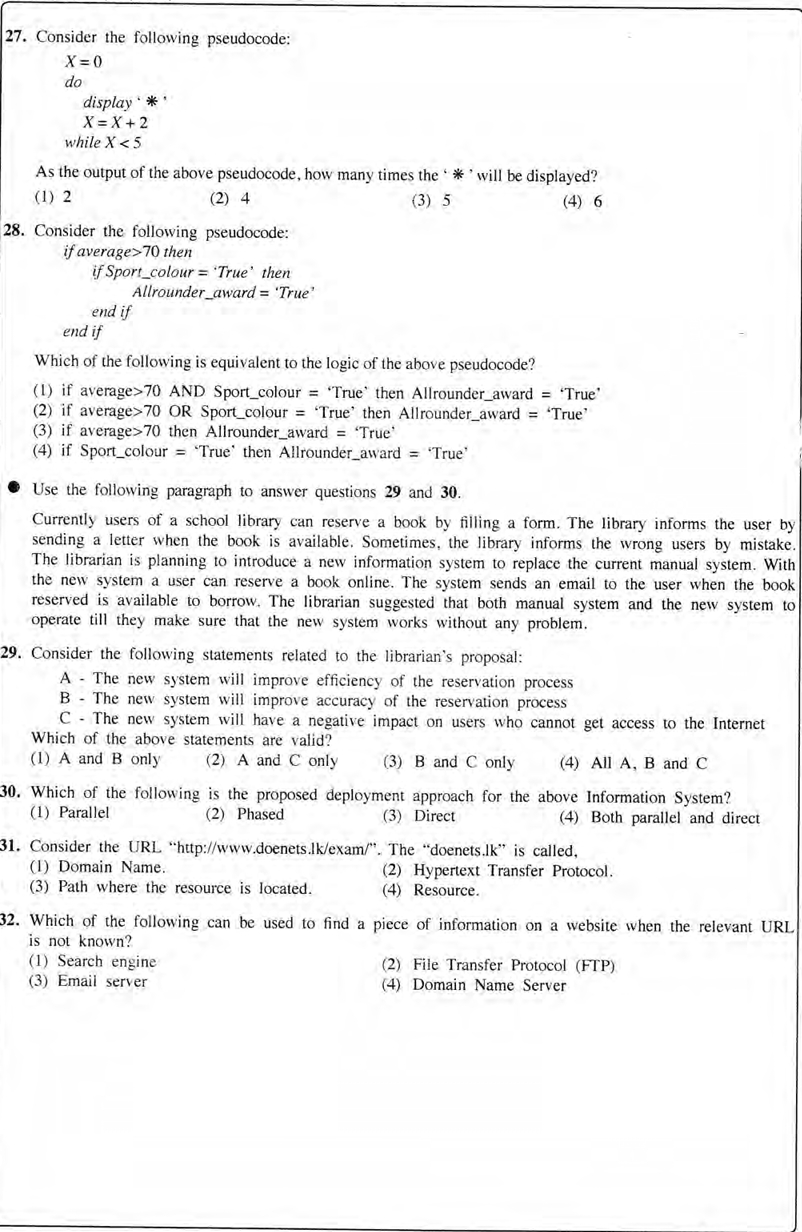 27. Consider the following pseudocode:
X = 0
do
display ' * '
X = X + 2
while X < 5
As the output of the above pseudocode, how many times the ' * ' will be displayed?
(1) 2 (2) 4 (3) 5 (4) 6
28. Consider the following pseudocode:
if average>70 then
if Sport_colour = 'True' then
Allrounder_award = 'True'
end if
end if
Which of the following is equivalent to the logic of the above pseudocode?
(1) if average>70 AND Sport_colour = 'True' then Allrounder_award = 'True'
(2) if average>70 OR Sport_colour = 'True' then Allrounder_award = 'True'
(3) if average>70 then Allrounder_award = 'True'
(4) if Sport_colour = 'True' then Allrounder_award = 'True'
● Use the following paragraph to answer questions 29 and 30.
Currently users of a school library can reserve a book by filling a form. The library informs the user by
sending a letter when the book is available. Sometimes, the library informs the wrong users by mistake.
The librarian is planning to introduce a new information system to replace the current manual system. With
the new system a user can reserve a book online. The system sends an email to the user when the book
reserved is available to borrow. The librarian suggested that both manual system and the new system to
operate till they make sure that the new system works without any problem.
29. Consider the following statements related to the librarian's proposal:
A - The new system will improve efficiency of the reservation process
B - The new system will improve accuracy of the reservation process
C - The new system will have a negative impact on users who cannot get access to the Internet
Which of the above statements are valid?
(1) A and B only (2) A and C only (3) B and C only (4) All A, B and C
30. Which of the following is the proposed deployment approach for the above Information System?
(1) Parallel (2) Phased (3) Direct (4) Both parallel and direct
31. Consider the URL "http://www.doenets.lk/exam/". The "doenets.lk" is called,
(1) Domain Name. (2) Hypertext Transfer Protocol.
(3) Path where the resource is located. (4) Resource.
32. Which of the following can be used to find a piece of information on a website when the relevant URL
is not known?
(1) Search engine (2) File Transfer Protocol (FTP)
(3) Email server (4) Domain Name Server